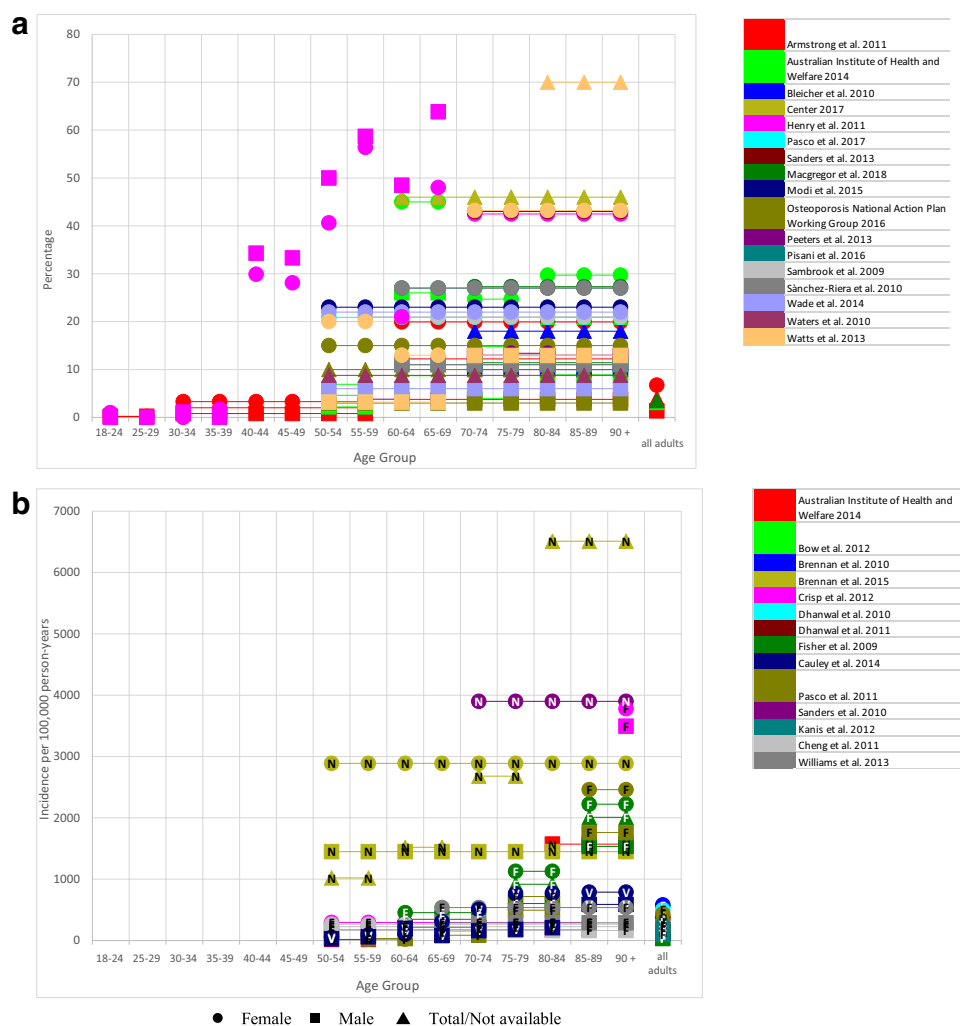 a
80
70
60
50
40
30
20
10
0
Percentage
18-24 25-29 30-34 35-39 40-44 45-49 50-54 55-59 60-64 65-69 70-74 75-79 80-84 85-89 90 +
all adults
Age Group
Armstrong et al. 2011
Australian Institute of Health and
Welfare 2014
Bleicher et al. 2010
Center 2017
Henry et al. 2011
Pasco et al. 2017
Sanders et al. 2013
Macgregor et al. 2018
Modi et al. 2015
Osteoporosis National Action Plan
Working Group 2016
Peeters et al. 2013
Pisani et al. 2016
Sambrook et al. 2009
Sànchez-Riera et al. 2010
Wade et al. 2014
Waters et al. 2010
Watts et al. 2013
b
7000
6000
5000
4000
3000
2000
1000
0
Incidence per 100,000 person-years
N N N
N N N N N
F
F
N N N N N N N N N
N N
F F
F F
F F
F F
N
F F
N N N N N N N N N
N N
N N
18-24 25-29 30-34 35-39 40-44 45-49 50-54 55-59 60-64 65-69 70-74 75-79 80-84 85-89 90 +
all
adults
Age Group
Australian Institute of Health and
Welfare 2014
Bow et al. 2012
Brennan et al. 2010
Brennan et al. 2015
Crisp et al. 2012
Dhanwal et al. 2010
Dhanwal et al. 2011
Fisher et al. 2009
Cauley et al. 2014
Pasco et al. 2011
Sanders et al. 2010
Kanis et al. 2012
Cheng et al. 2011
Williams et al. 2013
Female Male Total/Not available